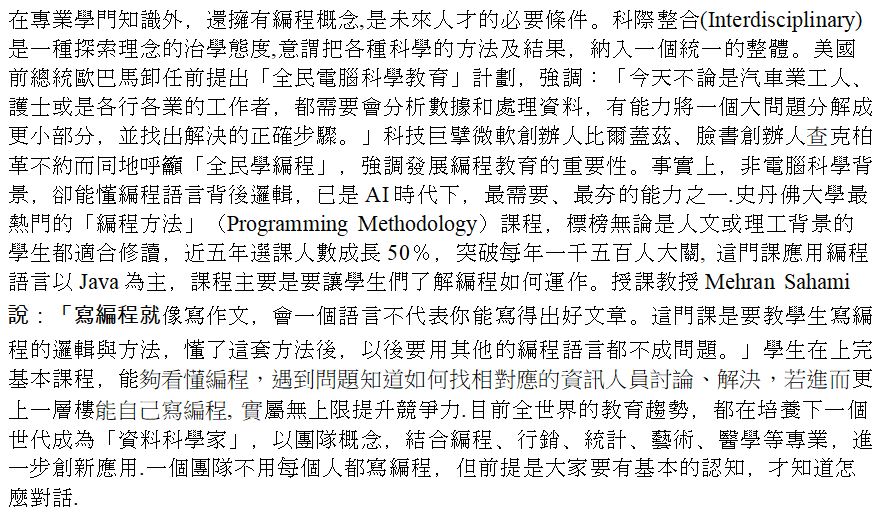 在專業學門知識外，還擁有編程概念,是未來人才的必要條件。科際整合(Interdisciplinary)
是一種探索理念的治學態度,意謂把各種科學的方法及結果，納入一個統一的整體。美國
前總統歐巴馬卸任前提出「全民電腦科學教育」計劃，強調：「今天不論是汽車業工人、
護士或是各行各業的工作者，都需要會分析數據和處理資料，有能力將一個大問題分解成
更小部分，並找出解決的正確步驟。」科技巨擘微軟創辦人比爾蓋茲、臉書創辦人查克柏
革不約而同地呼籲「全民學編程」，強調發展編程教育的重要性。事實上，非電腦科學背
景，卻能懂編程語言背後邏輯，已是 AI 時代下，最需要、最夯的能力之一.史丹佛大學最
熱門的「編程方法」（Programming Methodology）課程，標榜無論是人文或理工背景的
學生都適合修讀，近五年選課人數成長 50％，突破每年一千五百人大關, 這門課應用編程
語言以 Java 為主，課程主要是要讓學生們了解編程如何運作。授課教授 Mehran Sahami
說：「寫編程就像寫作文，會一個語言不代表你能寫得出好文章。這門課是要教學生寫編
程的邏輯與方法，懂了這套方法後，以後要用其他的編程語言都不成問題。」學生在上完
基本課程，能夠看懂編程，遇到問題知道如何找相對應的資訊人員討論、解決，若進而更
上一層樓能自己寫編程, 實屬無上限提升競爭力.目前全世界的教育趨勢，都在培養下一個
世代成為「資料科學家」，以團隊概念，結合編程、行銷、統計、藝術、醫學等專業，進
一步創新應用.一個團隊不用每個人都寫編程，但前提是大家要有基本的認知，才知道怎
麼對話.